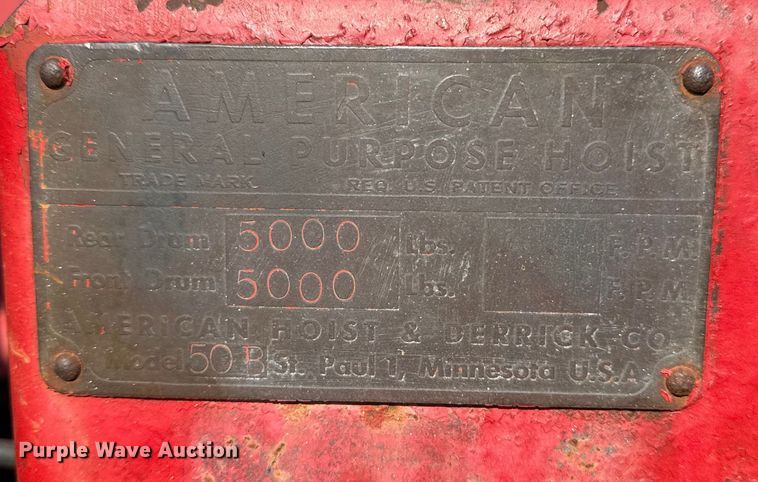 AMERICAN
GENERAL PURPOSE HOIST
TRADE MARK REG. U.S. PATENT OFFICE
Rear Drum 5000 Lbs. F.P.M.
Front Drum 5000 Lbs. F.P.M.
AMERICAN HOIST & DERRICK CO.
Model 50 B St. Paul 1, Minnesota U.S.A.
Purple Wave Auction